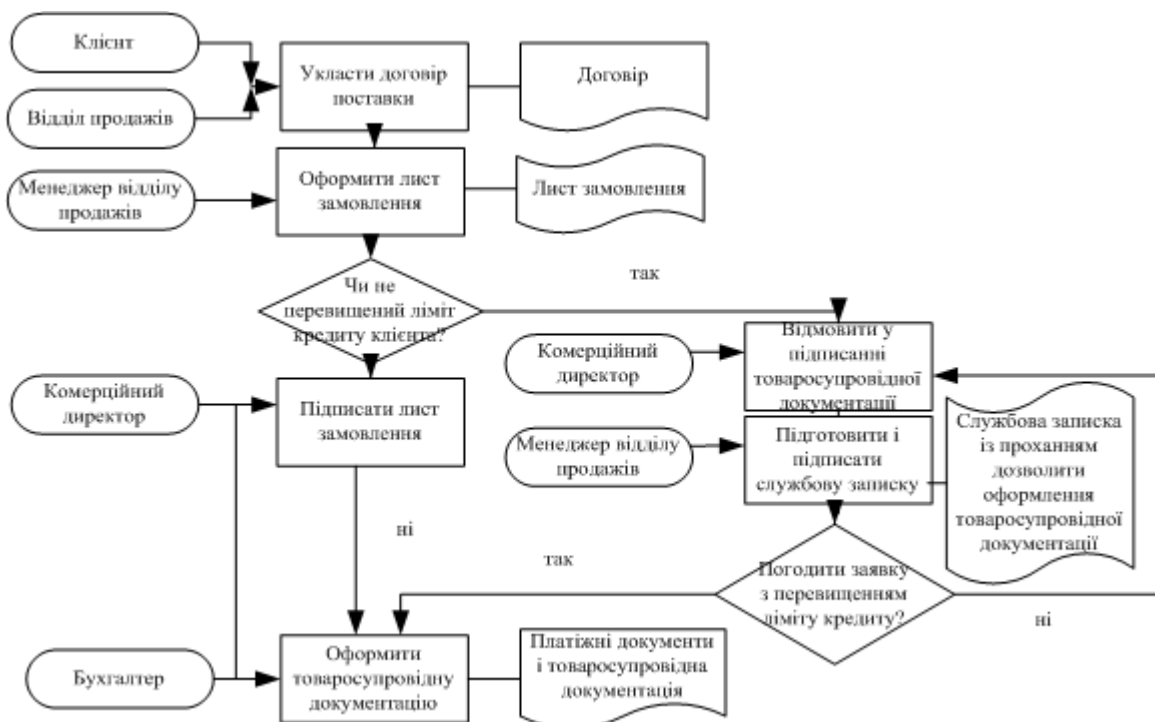 Клієнт
Укласти договір
поставки
Договір
Відділ продажів
Менеджер відділу
продажів
Оформити лист
замовлення
Лист замовлення
Чи не
перевищений ліміт
кредиту клієнта?
так
Комерційний
директор
Відмовити у
підписанні
товаросупровідної
документації
Комерційний
директор
Підписати лист
замовлення
Менеджер відділу
продажів
Підготовити і
підписати
службову записку
Службова записка
із проханням
дозволити
оформлення
товаросупровідної
документації
ні
так
Погодити заявку
з перевищенням
ліміту кредиту?
ні
Бухгалтер
Оформити
товаросупровідну
документацію
Платіжні документи
і товаросупровідна
документація